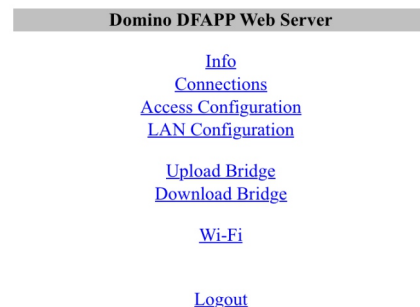 Domino DFAPP Web Server
Info
Connections
Access Configuration
LAN Configuration
Upload Bridge
Download Bridge
Wi-Fi
Logout